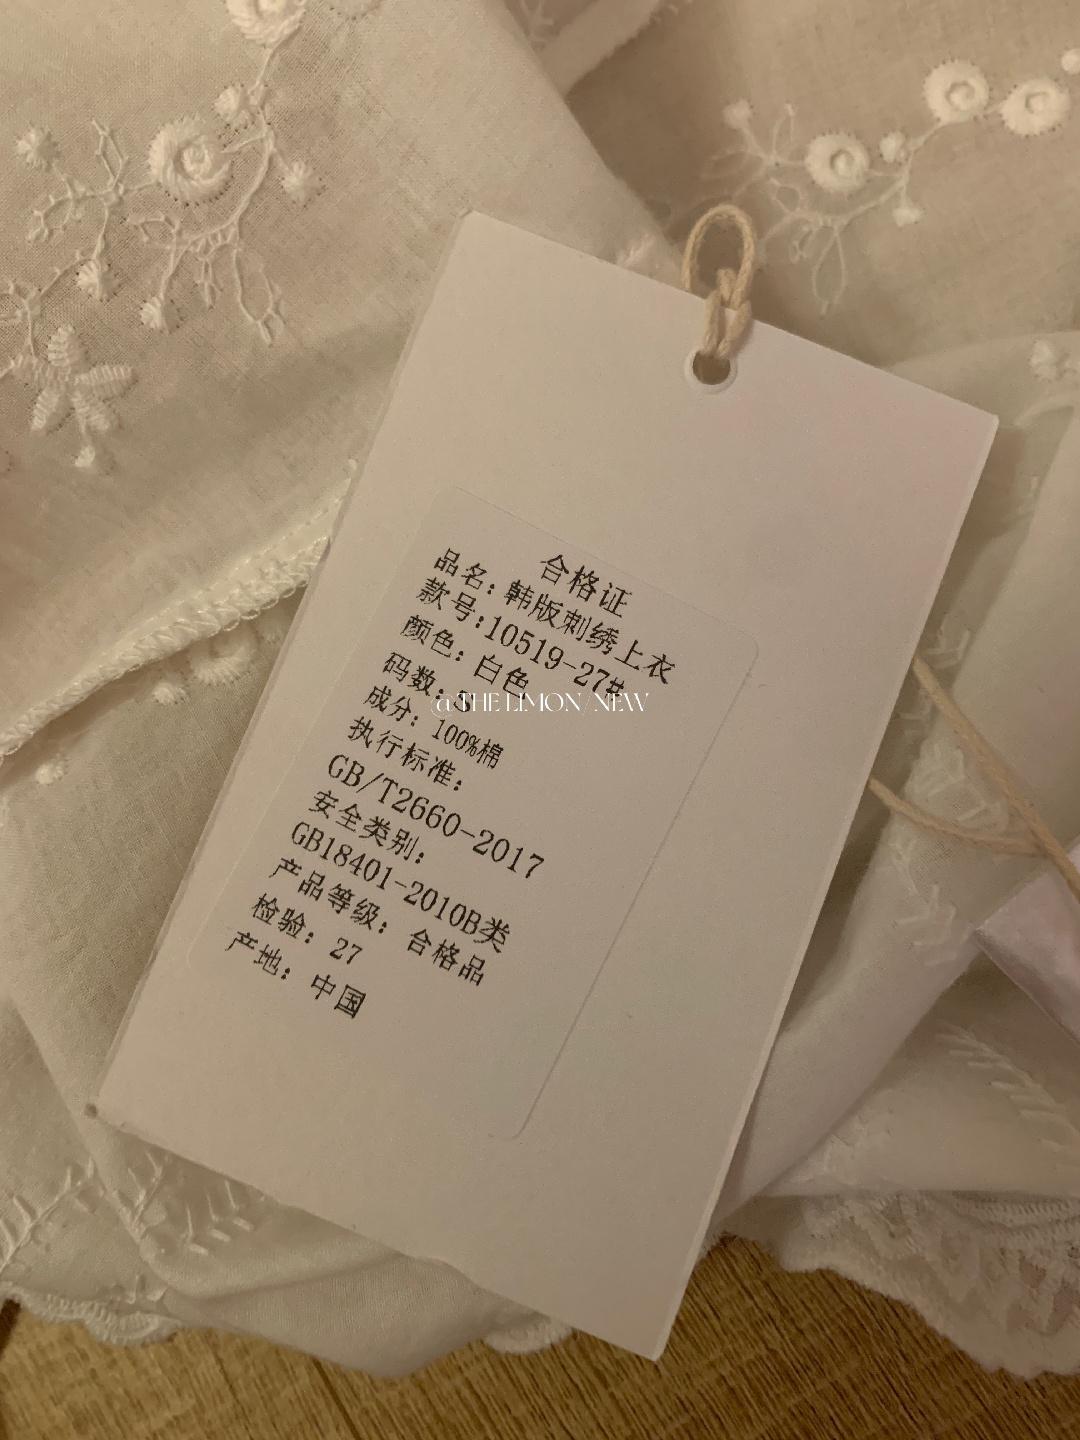 合格证
品名：韩版刺绣上衣
款号:10519-27#
颜色：白色
码数：S
@THE LIMON/NEW
成分：100%棉
执行标准：
GB/T2660-2017
安全类别：
GB18401-2010B类
产品等级：合格品
检验：27
产地：中国